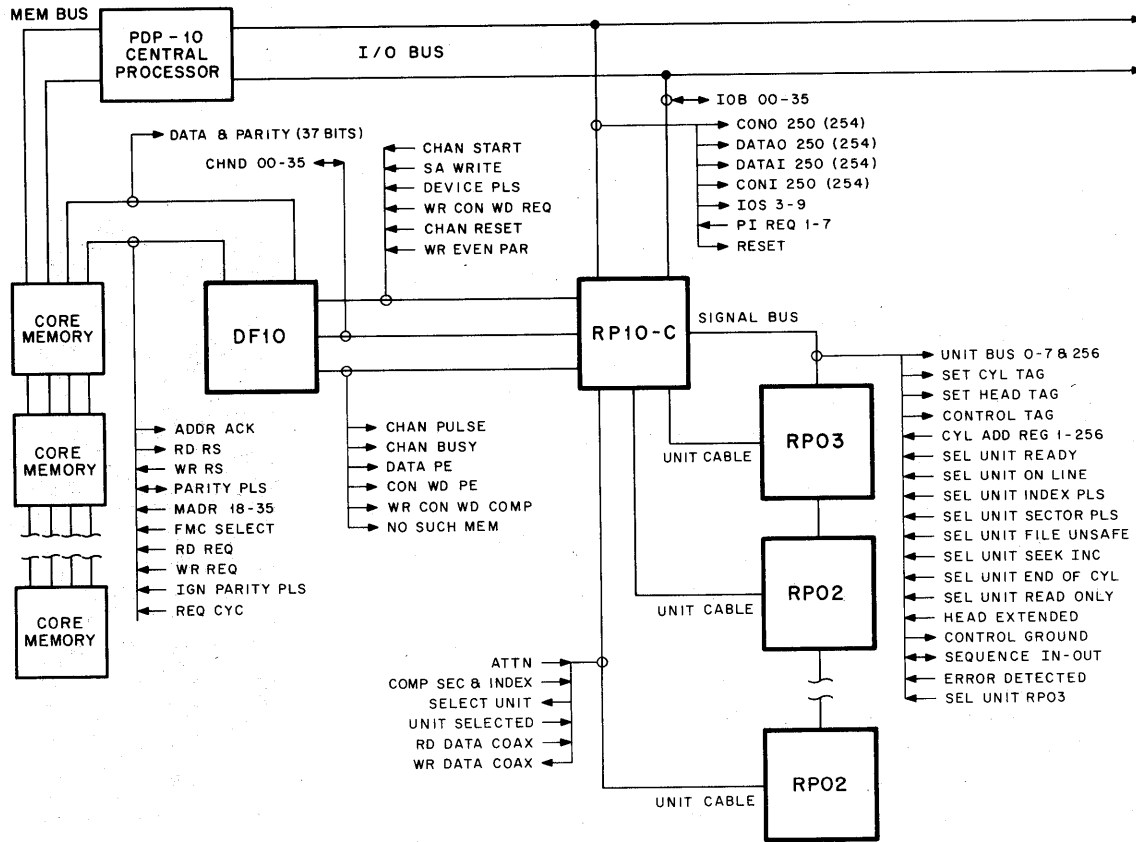 MEM BUS
PDP-10
CENTRAL
PROCESSOR
I/O BUS
IOB 00-35
CONO 250 (254)
DATAO 250 (254)
DATAI 250 (254)
CONI 250 (254)
IOS 3-9
PI REQ 1-7
RESET
DATA & PARITY (37 BITS)
CHND 00-35
CHAN START
SA WRITE
DEVICE PLS
WR CON WD REQ
CHAN RESET
WR EVEN PAR
CORE
MEMORY
DF10
RP10-C
SIGNAL BUS
CORE
MEMORY
CORE
MEMORY
ADDR ACK
RD RS
WR RS
PARITY PLS
MADR 18-35
FMC SELECT
RD REQ
WR REQ
IGN PARITY PLS
REQ CYC
CHAN PULSE
CHAN BUSY
DATA PE
CON WD PE
WR CON WD COMP
NO SUCH MEM
UNIT CABLE
RP03
UNIT CABLE
RP02
UNIT CABLE
RP02
UNIT BUS 0-7 & 256
SET CYL TAG
SET HEAD TAG
CONTROL TAG
CYL ADD REG 1-256
SEL UNIT READY
SEL UNIT ON LINE
SEL UNIT INDEX PLS
SEL UNIT SECTOR PLS
SEL UNIT FILE UNSAFE
SEL UNIT SEEK INC
SEL UNIT END OF CYL
SEL UNIT READ ONLY
HEAD EXTENDED
CONTROL GROUND
SEQUENCE IN-OUT
ERROR DETECTED
SEL UNIT RP03
ATTN
COMP SEC & INDEX
SELECT UNIT
UNIT SELECTED
RD DATA COAX
WR DATA COAX